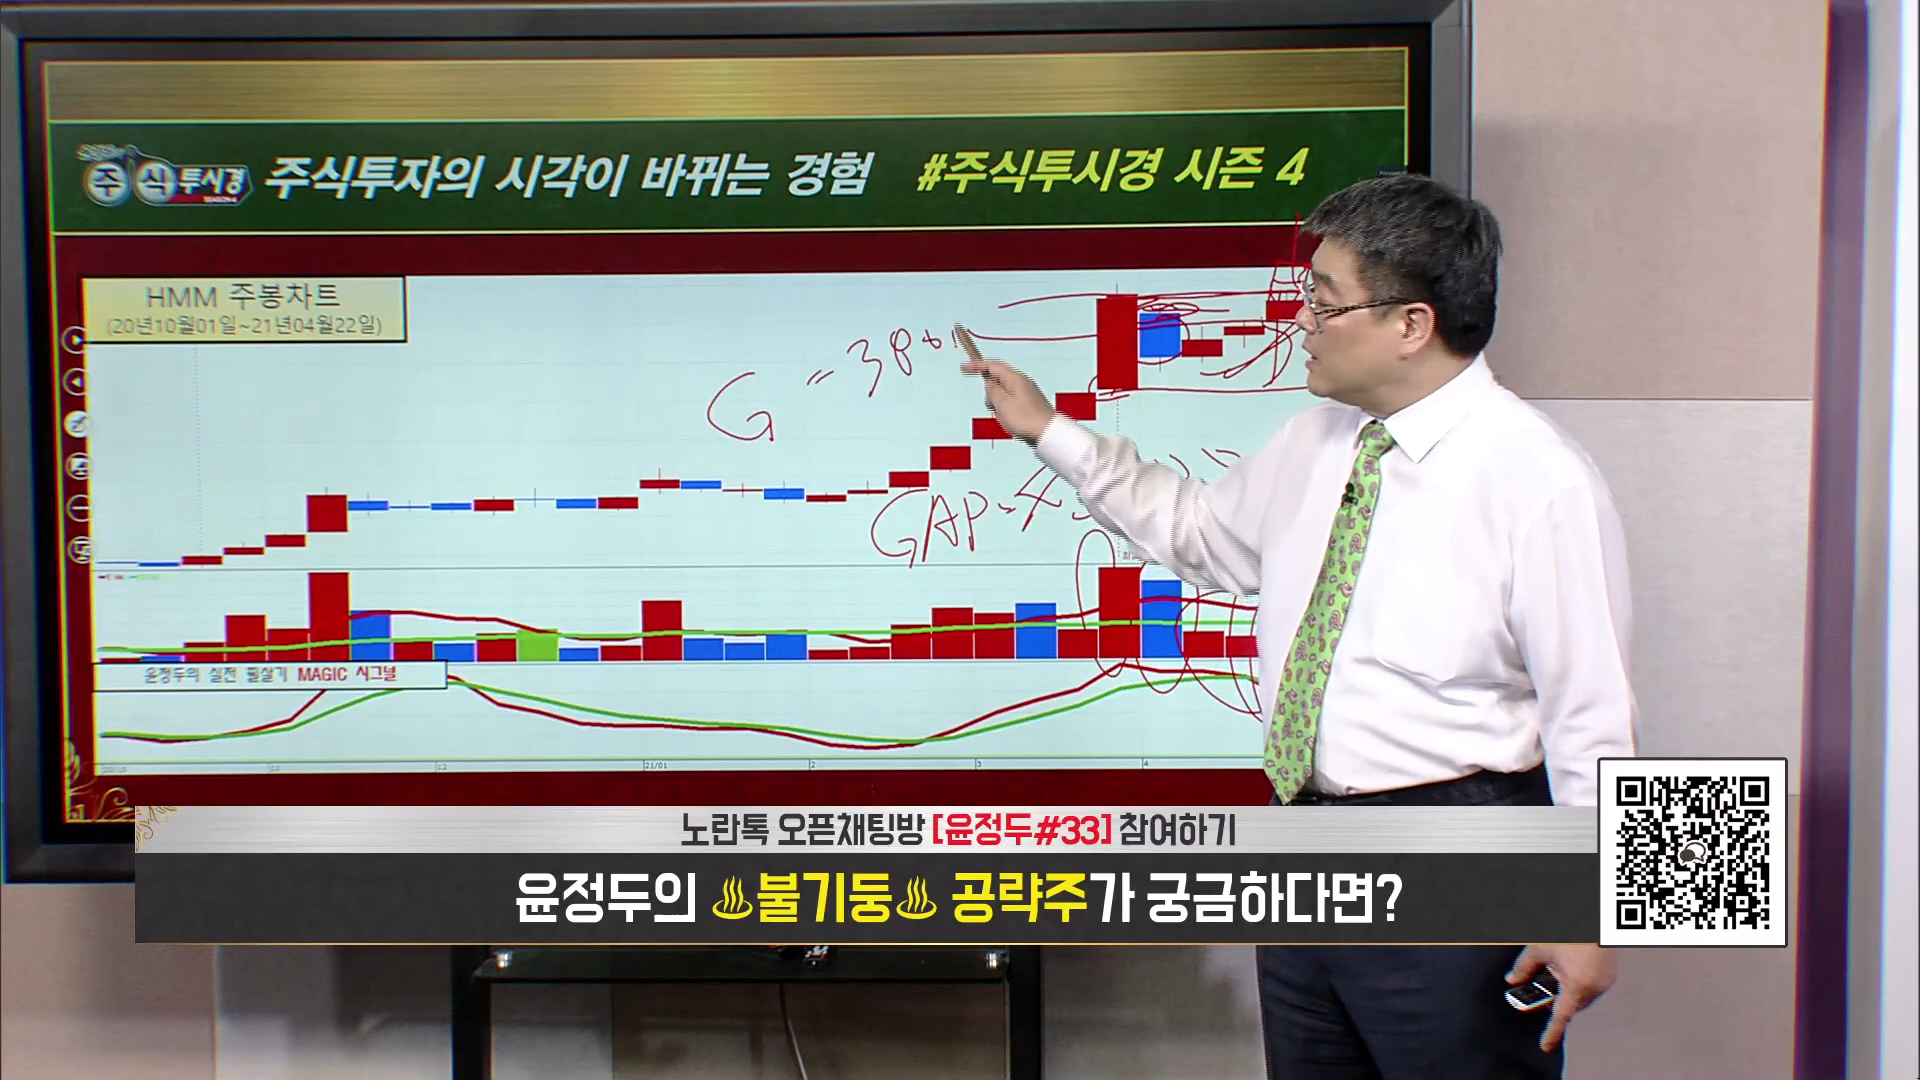 주식투시경 주식투자의 시각이 바뀌는 경험 #주식투시경 시즌 4
HMM 주봉차트
(20년10월01일~21년04월22일)
G = 38
GAP
윤정두의 실전 필살기 MAGIC 시그널
12 21/01 2 3 4
노란톡 오픈채팅방 [윤정두#33] 참여하기
윤정두의 ♨불기둥♨ 공략주가 궁금하다면?